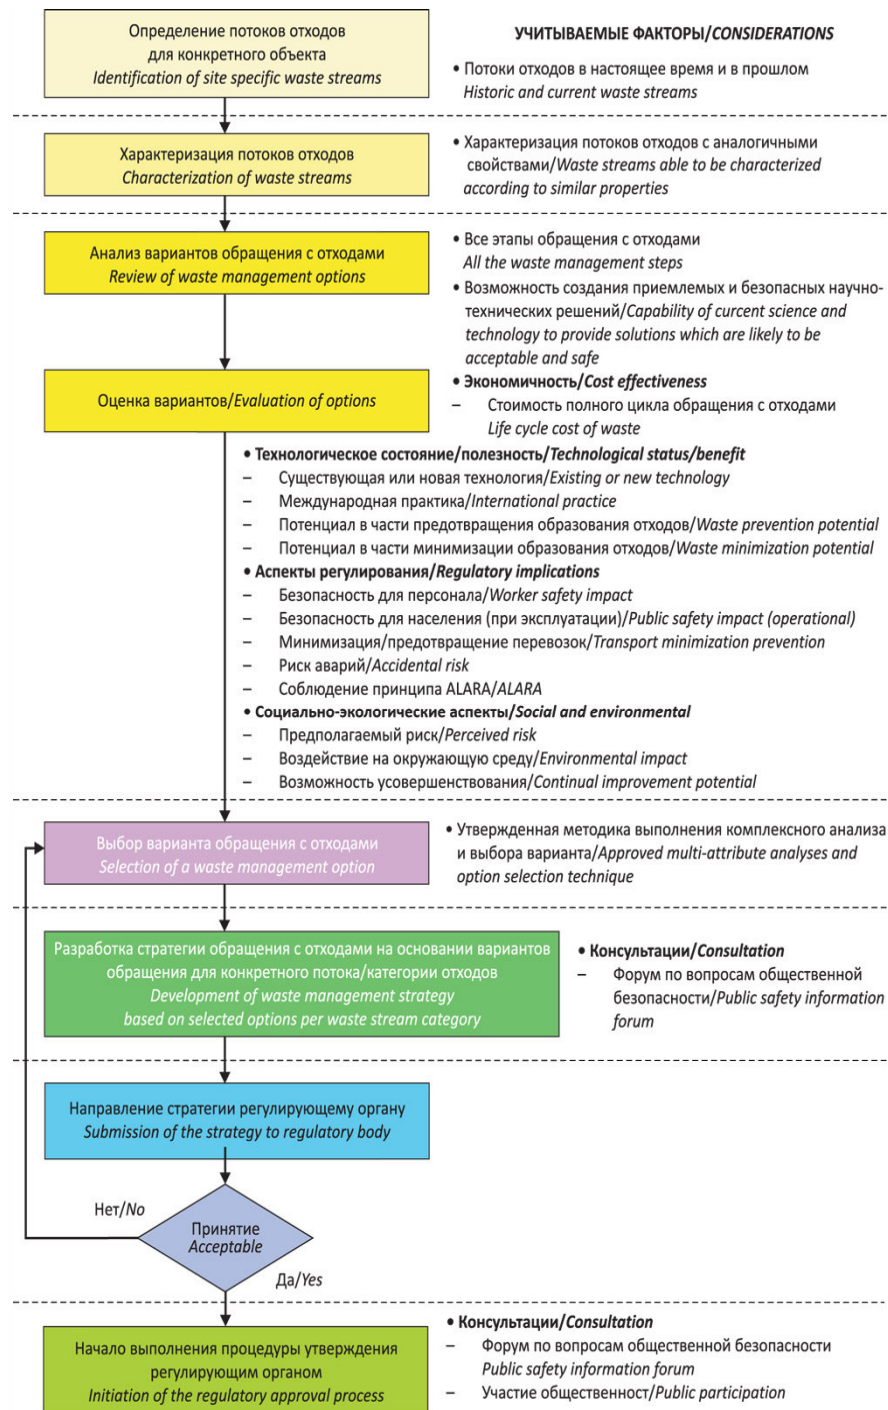 Определение потоков отходов
для конкретного объекта
Identification of site specific waste streams
УЧИТЫВАЕМЫЕ ФАКТОРЫ/CONSIDERATIONS
• Потоки отходов в настоящее время и в прошлом
Historic and current waste streams
Характеризация потоков отходов
Characterization of waste streams
• Характеризация потоков отходов с аналогичными
свойствами/Waste streams able to be characterized
according to similar properties
Анализ вариантов обращения с отходами
Review of waste management options
• Все этапы обращения с отходами
All the waste management steps
• Возможность создания приемлемых и безопасных научно-
технических решений/Capability of curcent science and
technology to provide solutions which are likely to be
acceptable and safe
Оценка вариантов/Evaluation of options
• Экономичность/Cost effectiveness
– Стоимость полного цикла обращения с отходами
Life cycle cost of waste
• Технологическое состояние/полезность/Technological status/benefit
– Существующая или новая технология/Existing or new technology
– Международная практика/International practice
– Потенциал в части предотвращения образования отходов/Waste prevention potential
– Потенциал в части минимизации образования отходов/Waste minimization potential
• Аспекты регулирования/Regulatory implications
– Безопасность для персонала/Worker safety impact
– Безопасность для населения (при эксплуатации)/Public safety impact (operational)
– Минимизация/предотвращение перевозок/Transport minimization prevention
– Риск аварий/Accidental risk
– Соблюдение принципа ALARA/ALARA
• Социально-экологические аспекты/Social and environmental
– Предполагаемый риск/Perceived risk
– Воздействие на окружающую среду/Environmental impact
– Возможность усовершенствования/Continual improvement potential
Выбор варианта обращения с отходами
Selection of a waste management option
• Утвержденная методика выполнения комплексного анализа
и выбора варианта/Approved multi-attribute analyses and
option selection technique
Разработка стратегии обращения с отходами на основании вариантов
обращения для конкретного потока/категории отходов
Development of waste management strategy
based on selected options per waste stream category
• Консультации/Consultation
– Форум по вопросам общественной
безопасности/Public safety information
forum
Направление стратегии регулирующему органу
Submission of the strategy to regulatory body
Нет/No
Принятие
Acceptable
Да/Yes
Начало выполнения процедуры утверждения
регулирующим органом
Initiation of the regulatory approval process
• Консультации/Consultation
– Форум по вопросам общественной безопасности
Public safety information forum
– Участие общественност/Public participation